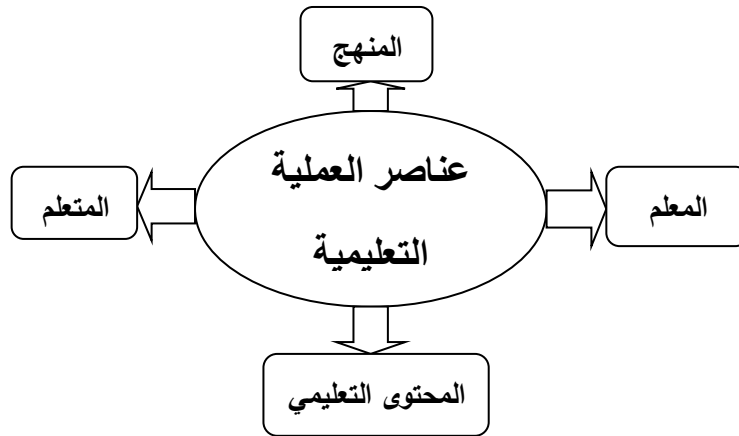 المنهج
عناصر العملية
التعليمية
المعلم
المتعلم
المحتوى التعليمي